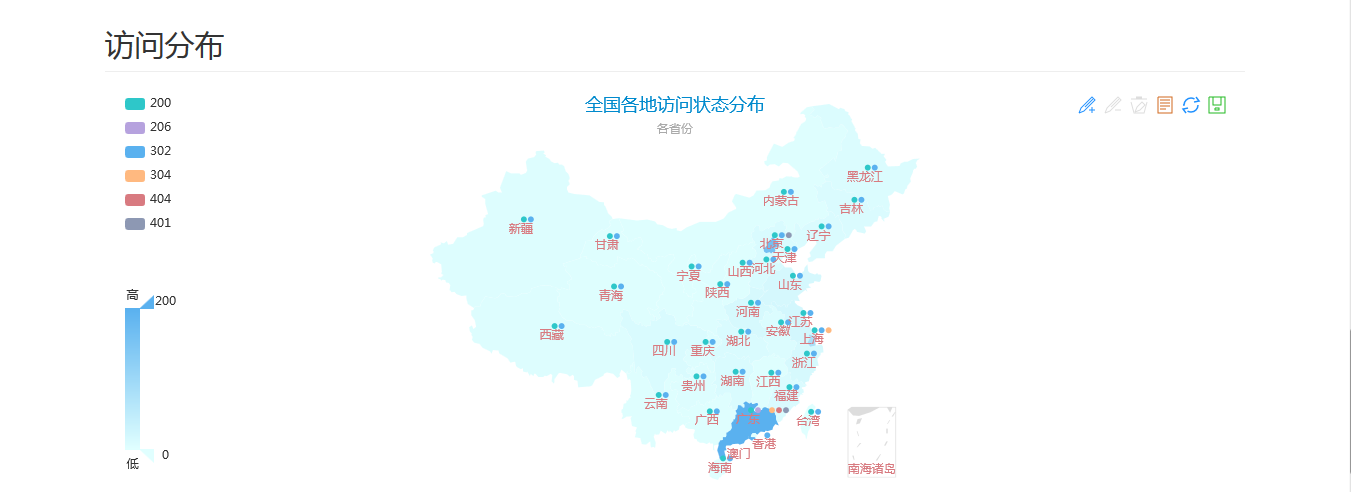 访问分布
全国各地访问状态分布
各省份
200
206
302
304
404
401
高
200
0
低
黑龙江
内蒙古
吉林
新疆
辽宁
甘肃
北京
天津
宁夏
山西
河北
山东
青海
陕西
河南
江苏
西藏
安徽
上海
四川
重庆
湖北
浙江
贵州
湖南
江西
福建
云南
广西
广东
台湾
香港
澳门
海南
南海诸岛